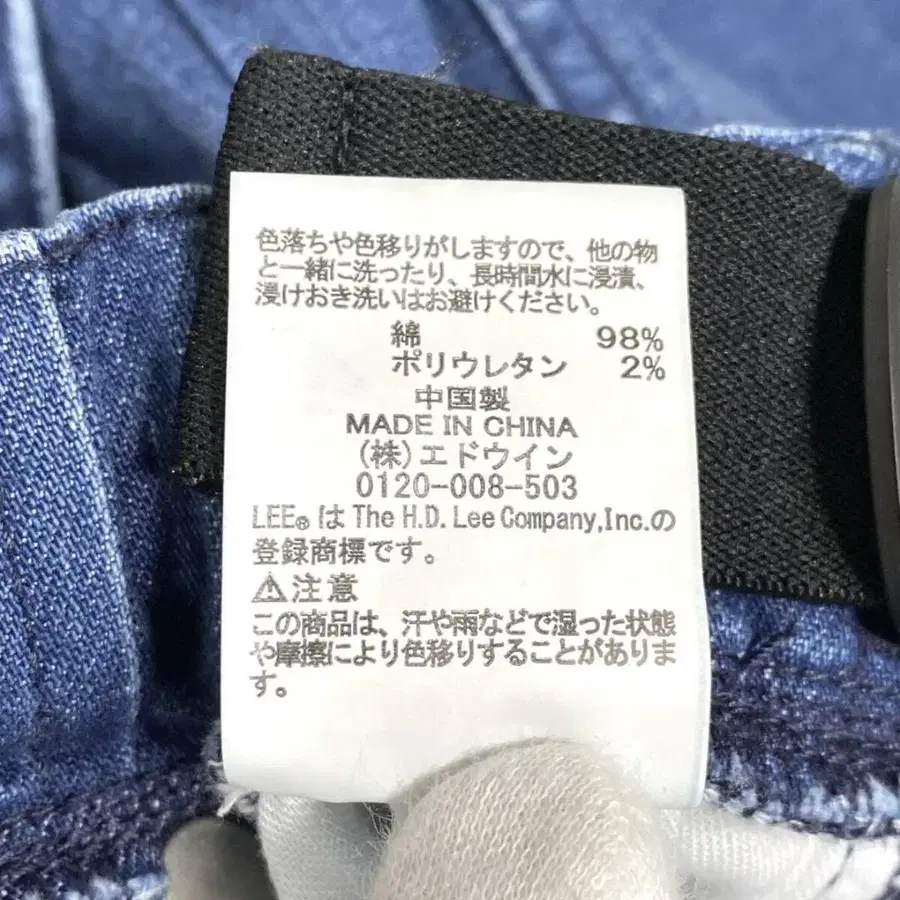 色落ちや色移りがしますので、他の物
と一緒に洗ったり、長時間水に浸漬、
浸けおき洗いはお避けください。
綿 98%
ポリウレタン 2%
中国製
MADE IN CHINA
(株)エドウイン
0120-008-503
LEE® は The H.D. Lee Company,Inc.の
登録商標です。
⚠注意
この商品は、汗や雨などで湿った状態
や摩擦により色移りすることがありま
す。